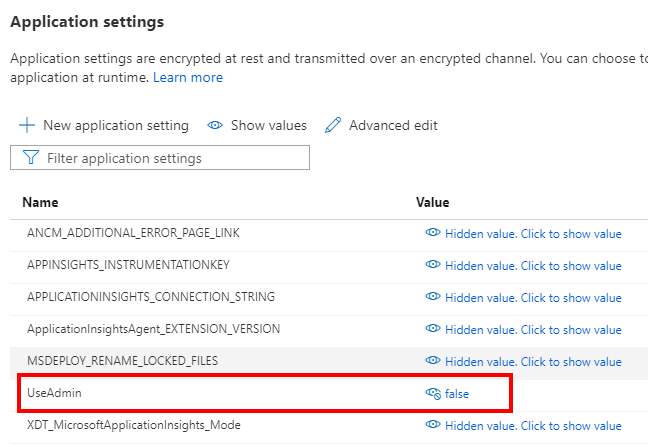 Application settings
Application settings are encrypted at rest and transmitted over an encrypted channel. You can choose to
application at runtime. Learn more
New application setting Show values Advanced edit
Filter application settings
Name Value
ANCM_ADDITIONAL_ERROR_PAGE_LINK Hidden value. Click to show value
APPINSIGHTS_INSTRUMENTATIONKEY Hidden value. Click to show value
APPLICATIONINSIGHTS_CONNECTION_STRING Hidden value. Click to show value
ApplicationInsightsAgent_EXTENSION_VERSION Hidden value. Click to show value
MSDEPLOY_RENAME_LOCKED_FILES Hidden value. Click to show value
UseAdmin false
XDT_MicrosoftApplicationInsights_Mode Hidden value. Click to show value